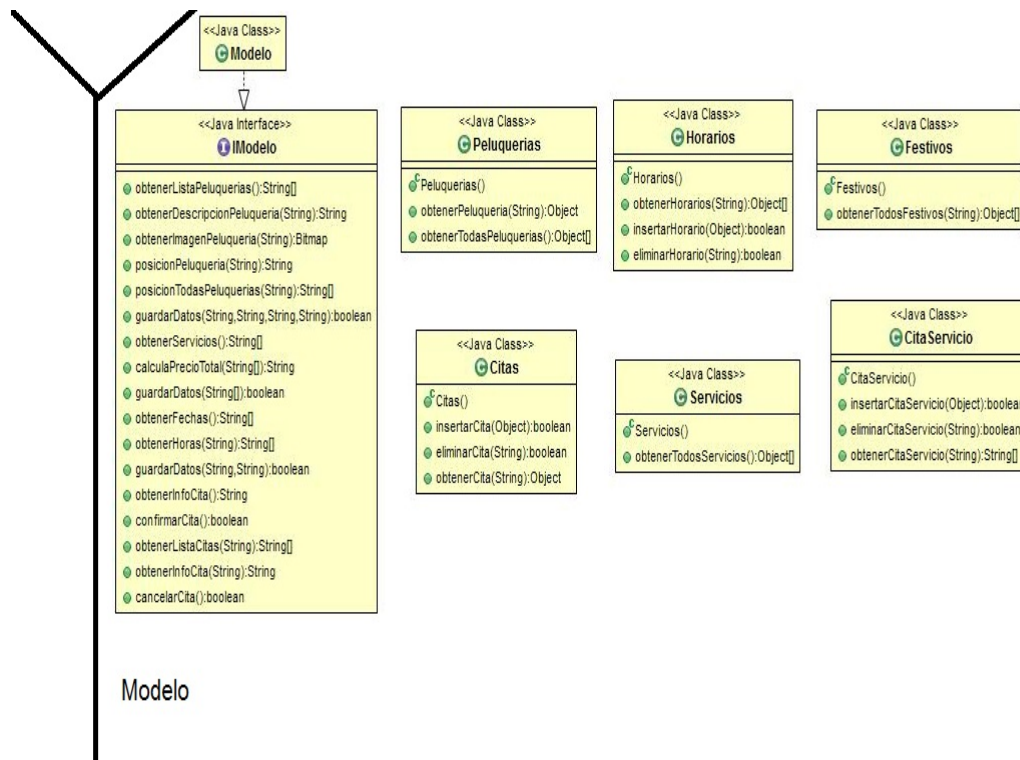 <<Java Class>>
Modelo
<<Java Interface>>
IModelo
obtenerListaPeluquerias():String[]
obtenerDescripcionPeluqueria(String):String
obtenerImagenPeluqueria(String):Bitmap
posicionPeluqueria(String):String
posicionTodasPeluquerias(String):String[]
guardarDatos(String,String,String,String):boolean
obtenerServicios():String[]
calculaPrecioTotal(String[]):String
guardarDatos(String[]):boolean
obtenerFechas():String[]
obtenerHoras(String):String[]
guardarDatos(String,String):boolean
obtenerInfoCita():String
confirmarCita():boolean
obtenerListaCitas(String):String[]
obtenerInfoCita(String):String
cancelarCita():boolean
<<Java Class>>
Peluquerias
Peluquerias()
obtenerPeluqueria(String):Object
obtenerTodasPeluquerias():Object[]
<<Java Class>>
Horarios
Horarios()
obtenerHorarios(String):Object[]
insertarHorario(Object):boolean
eliminarHorario(String):boolean
<<Java Class>>
Festivos
Festivos()
obtenerTodosFestivos(String):Object[]
<<Java Class>>
Citas
Citas()
insertarCita(Object):boolean
eliminarCita(String):boolean
obtenerCita(String):Object
<<Java Class>>
Servicios
Servicios()
obtenerTodosServicios():Object[]
<<Java Class>>
CitaServicio
CitaServicio()
insertarCitaServicio(Object):boolean
eliminarCitaServicio(String):boolean
obtenerCitaServicio(String):String[]
Modelo